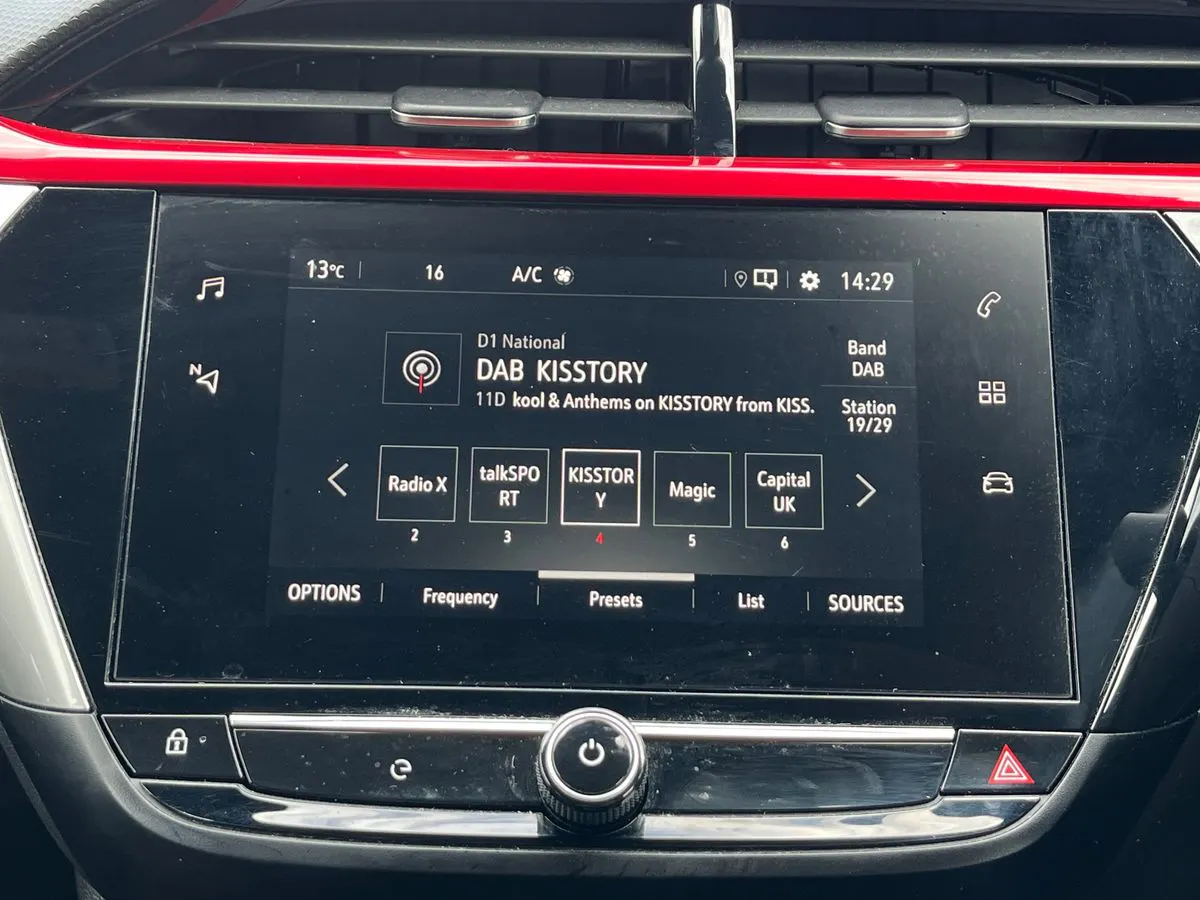 13°C
16
A/C
14:29
D1 National
DAB KISSTORY
11D kool & Anthems on KISSTORY from KISS.
Band
DAB
Station
19/29
N
Radio X
talkSPO
RT
KISSTOR
Y
Magic
Capital
UK
2
3
4
5
6
OPTIONS
Frequency
Presets
List
SOURCES